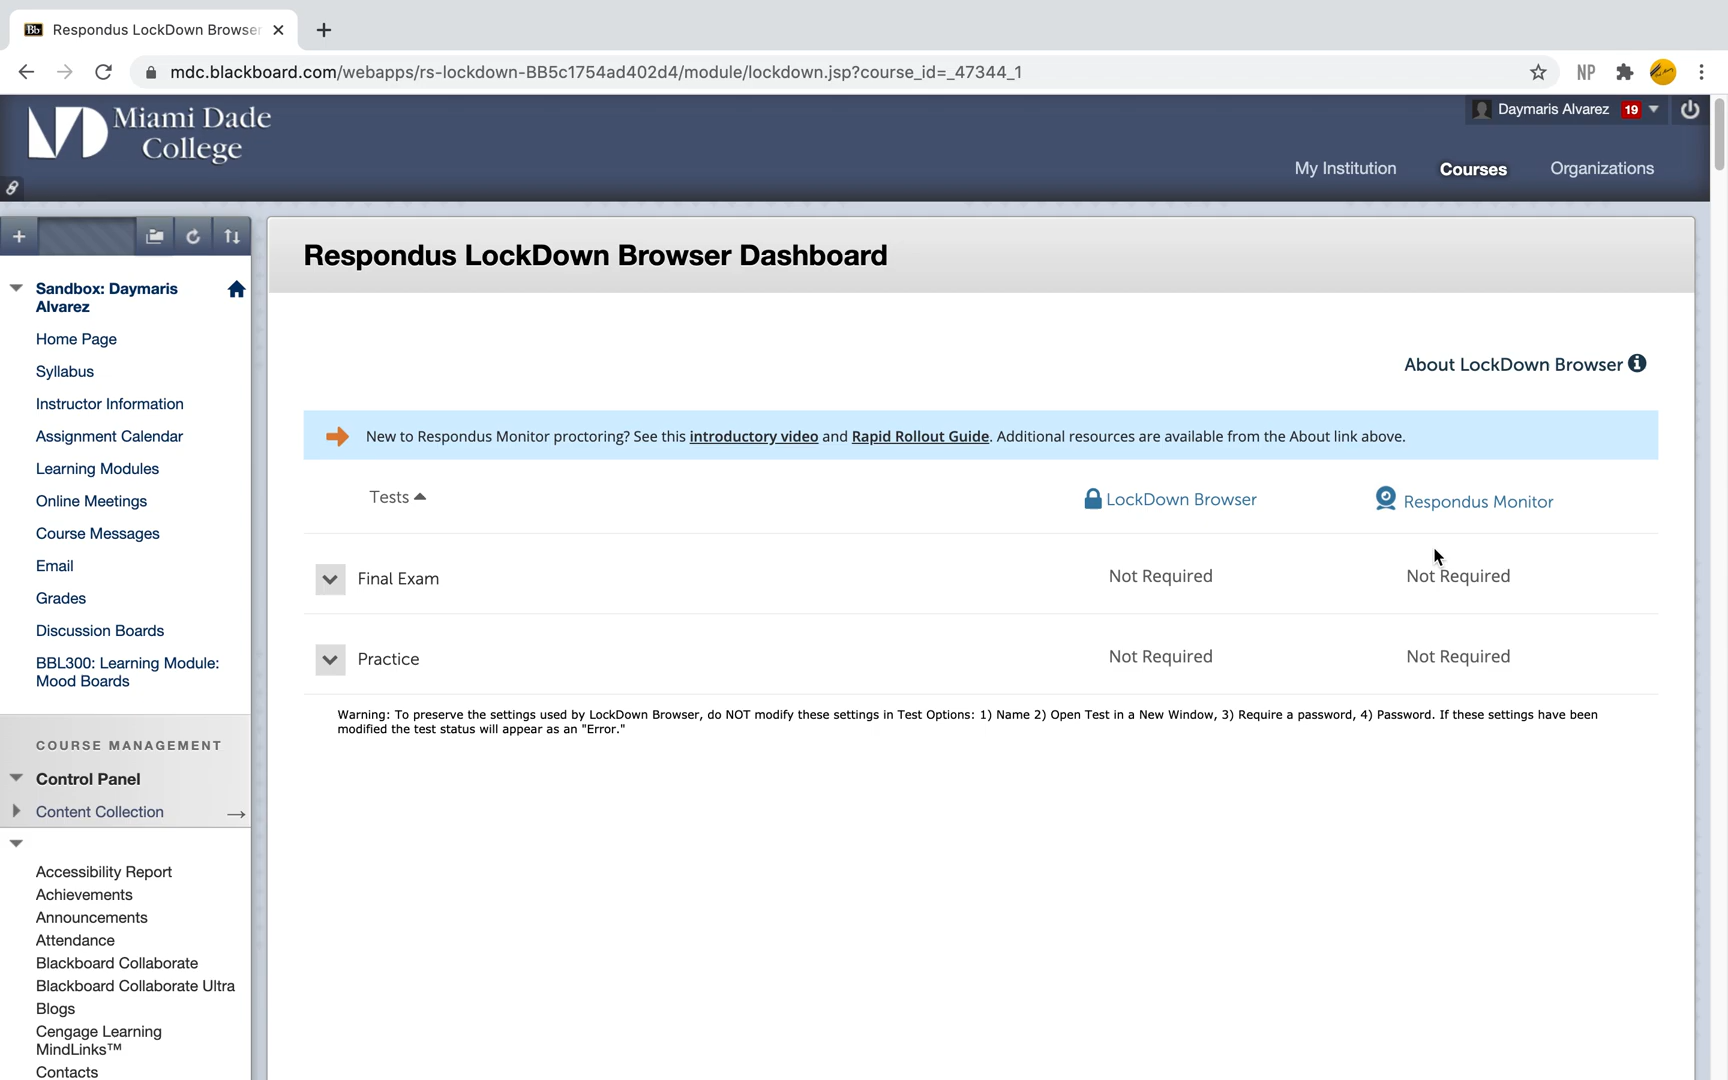 Bb Respondus LockDown Browser
mdc.blackboard.com/webapps/rs-lockdown-BB5c1754ad402d4/module/lockdown.jsp?course_id=_47344_1
NP
Miami Dade
College
Daymaris Alvarez 19
My Institution Courses Organizations
Respondus LockDown Browser Dashboard
Sandbox: Daymaris
Alvarez
Home Page
Syllabus
Instructor Information
Assignment Calendar
Learning Modules
Online Meetings
Course Messages
Email
Grades
Discussion Boards
BBL300: Learning Module:
Mood Boards
COURSE MANAGEMENT
Control Panel
Content Collection
Accessibility Report
Achievements
Announcements
Attendance
Blackboard Collaborate
Blackboard Collaborate Ultra
Blogs
Cengage Learning
MindLinks™
Contacts
About LockDown Browser
New to Respondus Monitor proctoring? See this introductory video and Rapid Rollout Guide. Additional resources are available from the About link above.
Tests LockDown Browser Respondus Monitor
Final Exam Not Required Not Required
Practice Not Required Not Required
Warning: To preserve the settings used by LockDown Browser, do NOT modify these settings in Test Options: 1) Name 2) Open Test in a New Window, 3) Require a password, 4) Password. If these settings have been
modified the test status will appear as an "Error."